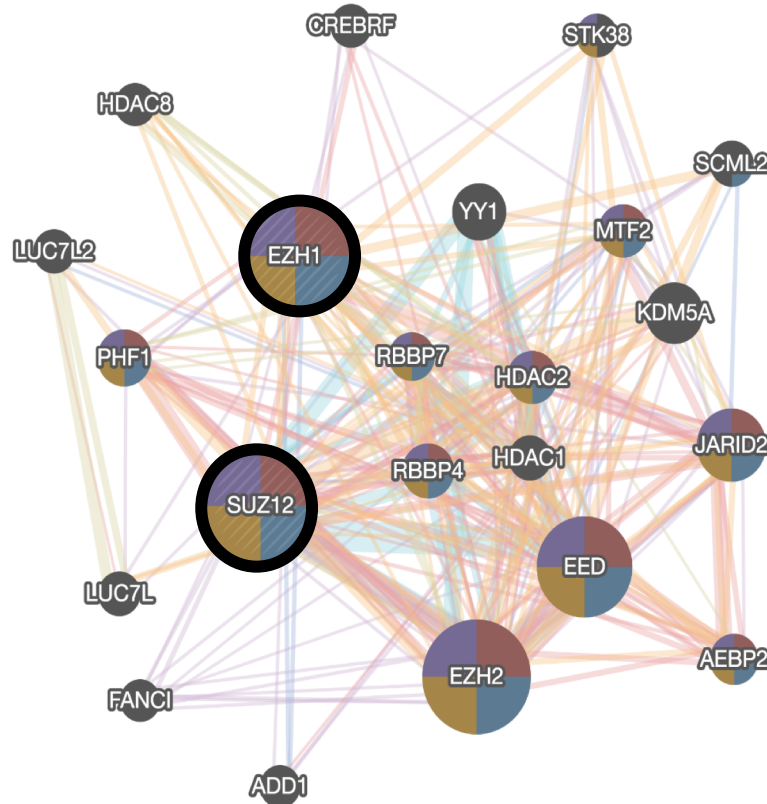 CREBRF
STK38
HDAC8
SCML2
YY1
MTF2
LUC7L2
EZH1
KDM5A
PHF1
RBBP7
HDAC2
JARID2
HDAC1
RBBP4
SUZ12
EED
LUC7L
AEBP2
EZH2
FANCI
ADD1